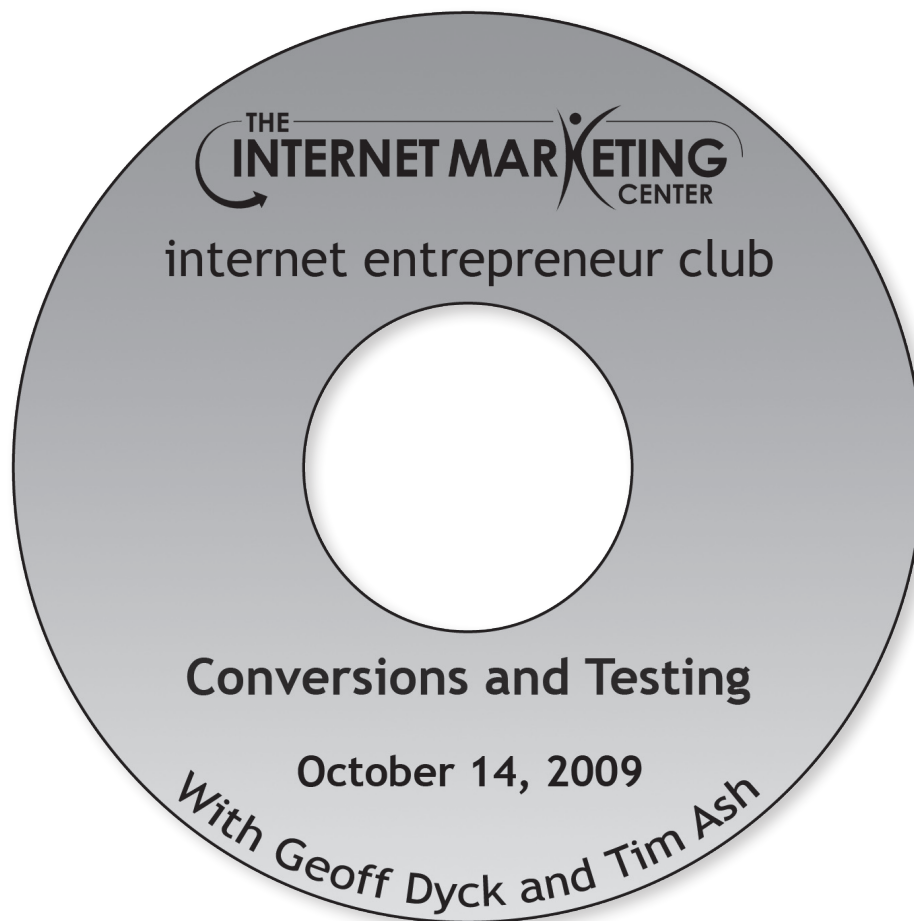 THE
INTERNET MARKETING
CENTER
internet entrepreneur club
Conversions and Testing
October 14, 2009
With Geoff Dyck and Tim Ash